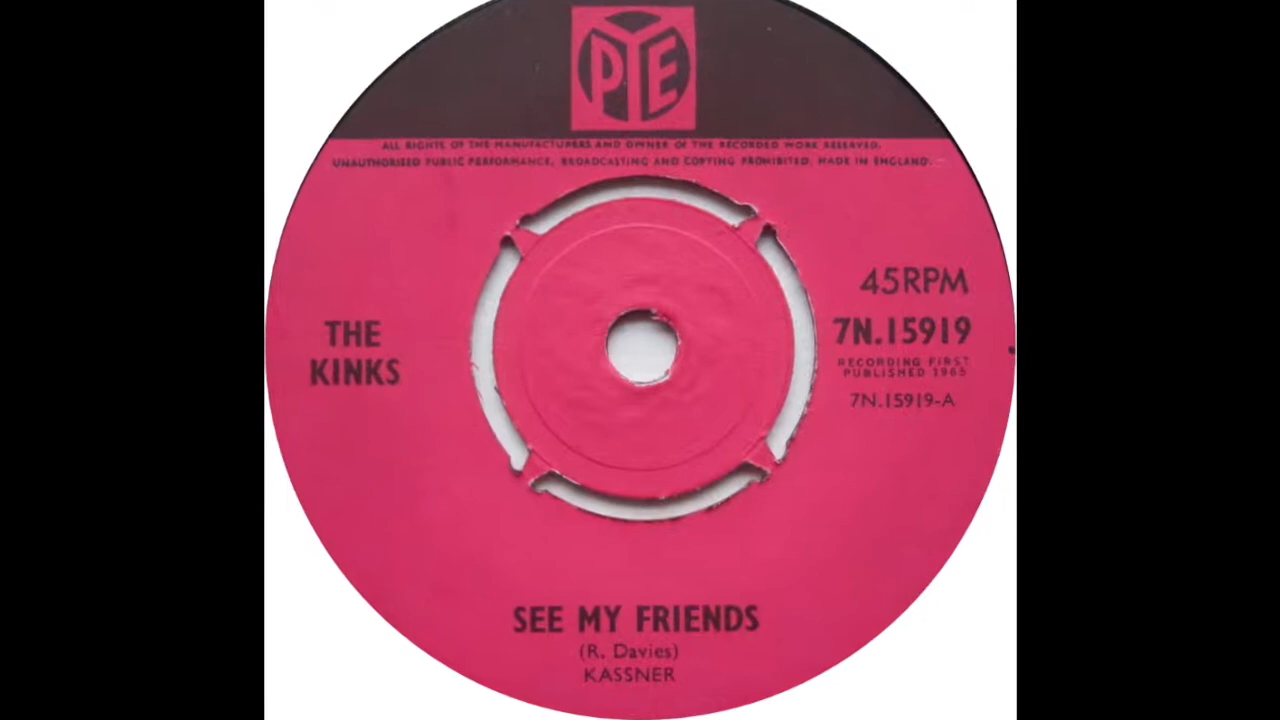 PYE
ALL RIGHTS OF THE MANUFACTURERS AND OWNER OF THE RECORDED WORK RESERVED.
UNAUTHORISED PUBLIC PERFORMANCE, BROADCASTING AND COPYING PROHIBITED. MADE IN ENGLAND.
45RPM
THE
KINKS
7N.15919
RECORDING FIRST
PUBLISHED 1965
7N.15919-A
SEE MY FRIENDS
(R. Davies)
KASSNER